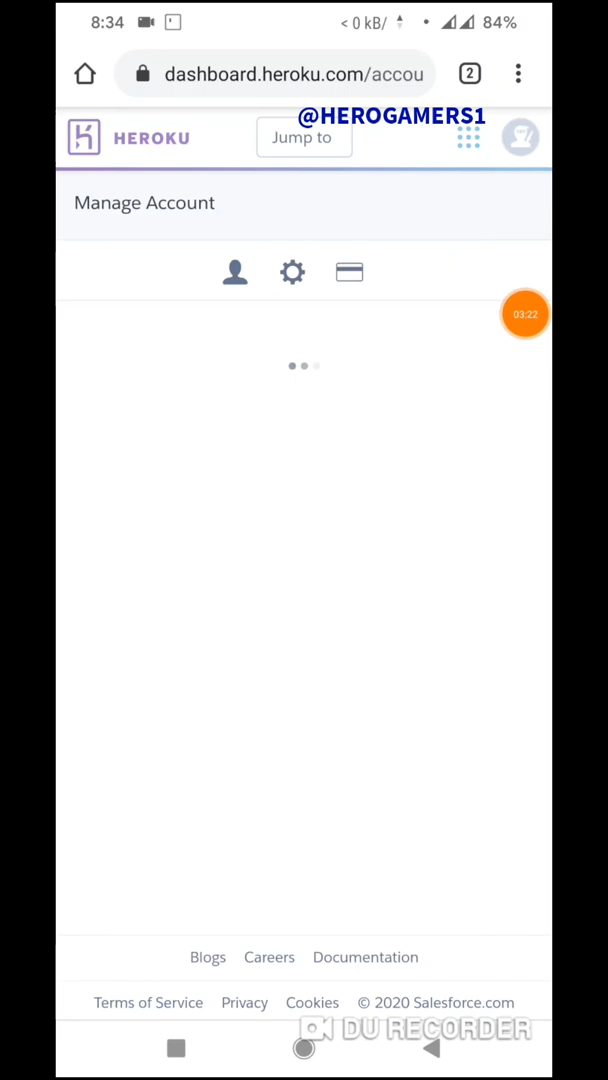 8:34 < 0 kB/ 84%
dashboard.heroku.com/accou 2
@HEROGAMERS1
HEROKU Jump to
Manage Account
03:22
Blogs Careers Documentation
Terms of Service Privacy Cookies © 2020 Salesforce.com
DU RECORDER